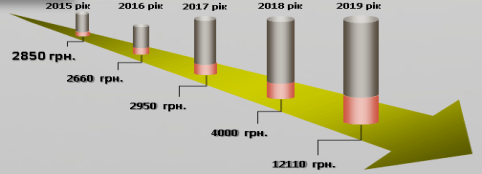 2015 рік
2016 рік
2017 рік
2018 рік
2019 рік
2850 грн.
2660 грн.
2950 грн.
4000 грн.
12110 грн.